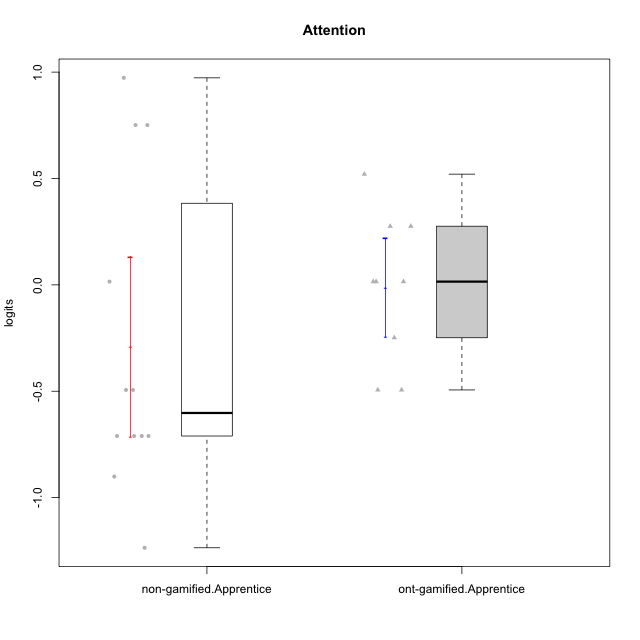 Attention
logits
1.0
0.5
0.0
-0.5
-1.0
non-gamified.Apprentice
ont-gamified.Apprentice